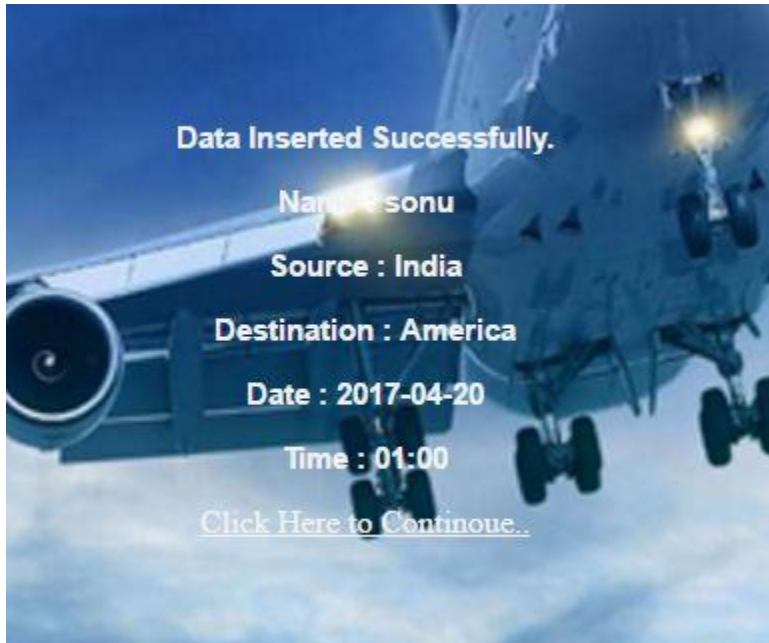 Data Inserted Successfully.
Name : sonu
Source : India
Destination : America
Date : 2017-04-20
Time : 01:00
Click Here to Continoue..